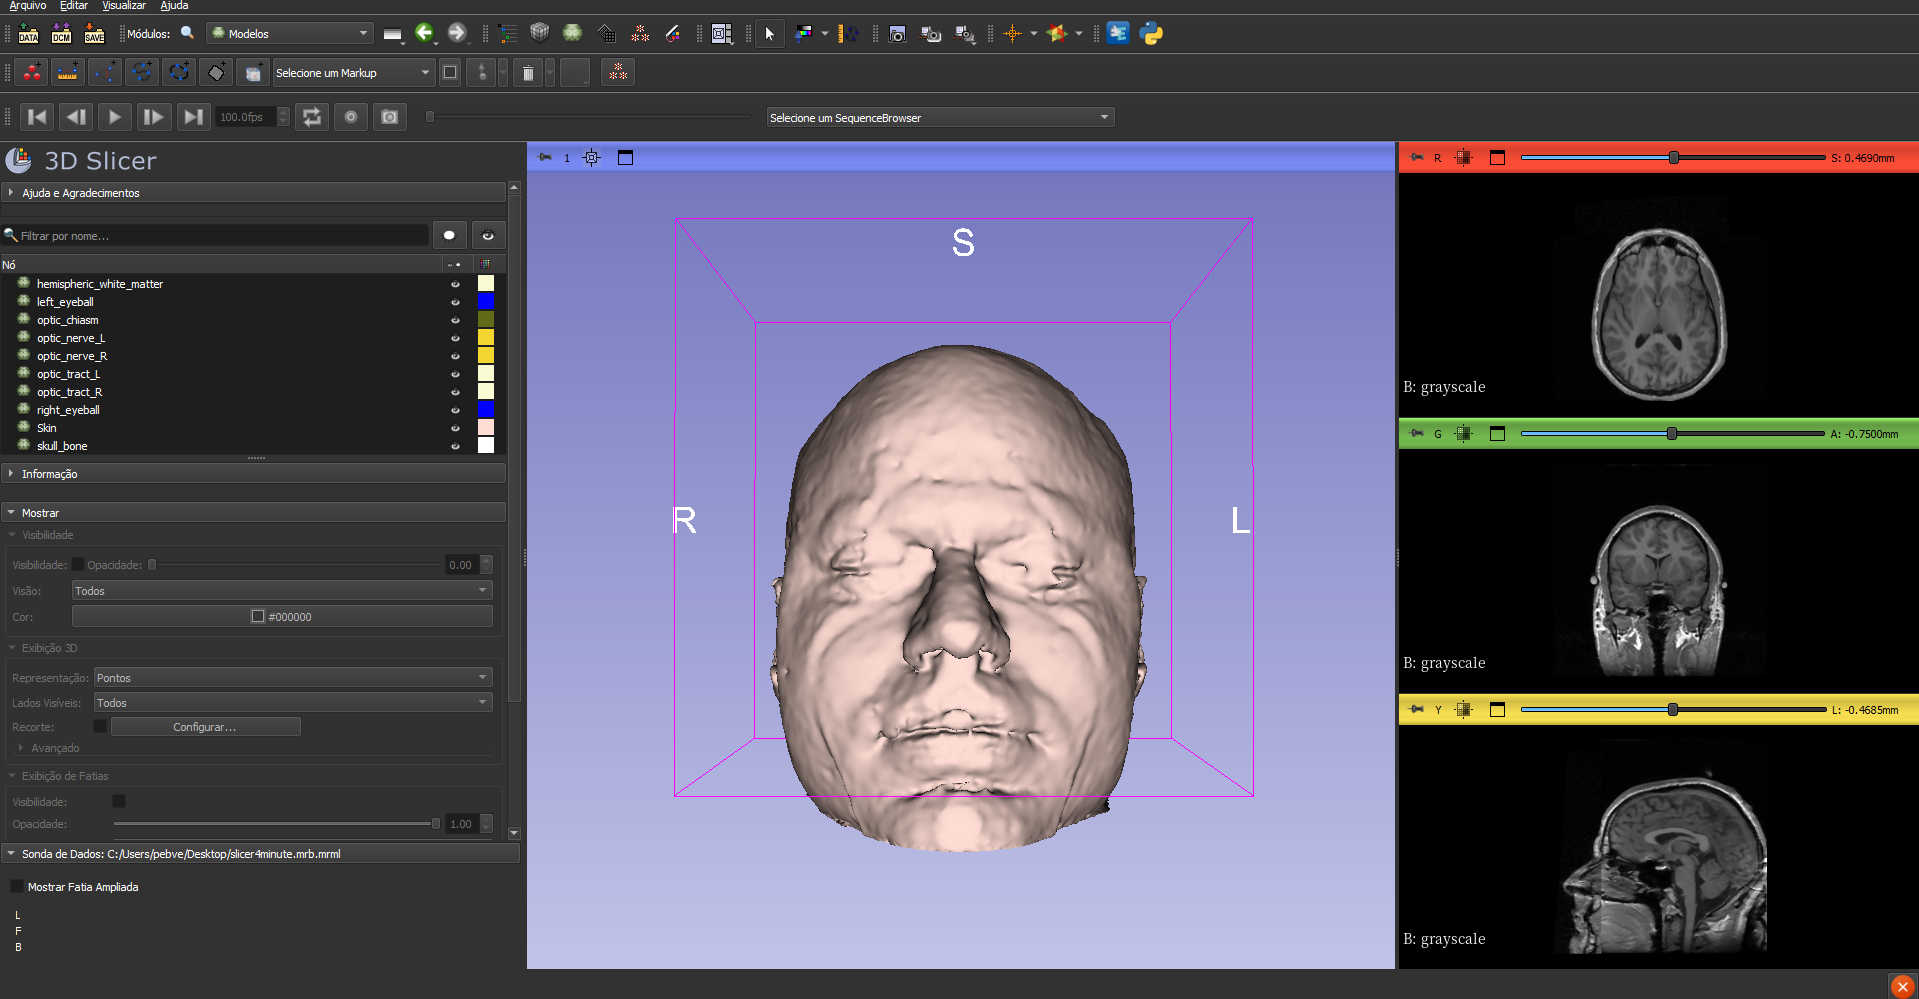 Arquivo Editar Visualizar Ajuda
DATA DCM SAVE Módulos: Modelos
Selecione um Markup
100.0fps Selecione um SequenceBrowser
3D Slicer
Ajuda e Agradecimentos
Filtrar por nome...
Nó
hemispheric_white_matter
left_eyeball
optic_chiasm
optic_nerve_L
optic_nerve_R
optic_tract_L
optic_tract_R
right_eyeball
Skin
skull_bone
Informação
Mostrar
Visibilidade
Visibilidade: Opacidade: 0.00
Visão: Todos
Cor: #000000
Exibição 3D
Representação: Pontos
Lados Visíveis: Todos
Recorte: Configurar...
Avançado
Exibição de Fatias
Visibilidade:
Opacidade: 1.00
Sonda de Dados: C:/Users/pebve/Desktop/slicer4minute.mrb.mrml
Mostrar Fatia Ampliada
L
F
B
1
S
R
L
R S: 0.4690mm
B: grayscale
G A: -0.7500mm
B: grayscale
Y L: -0.4685mm
B: grayscale